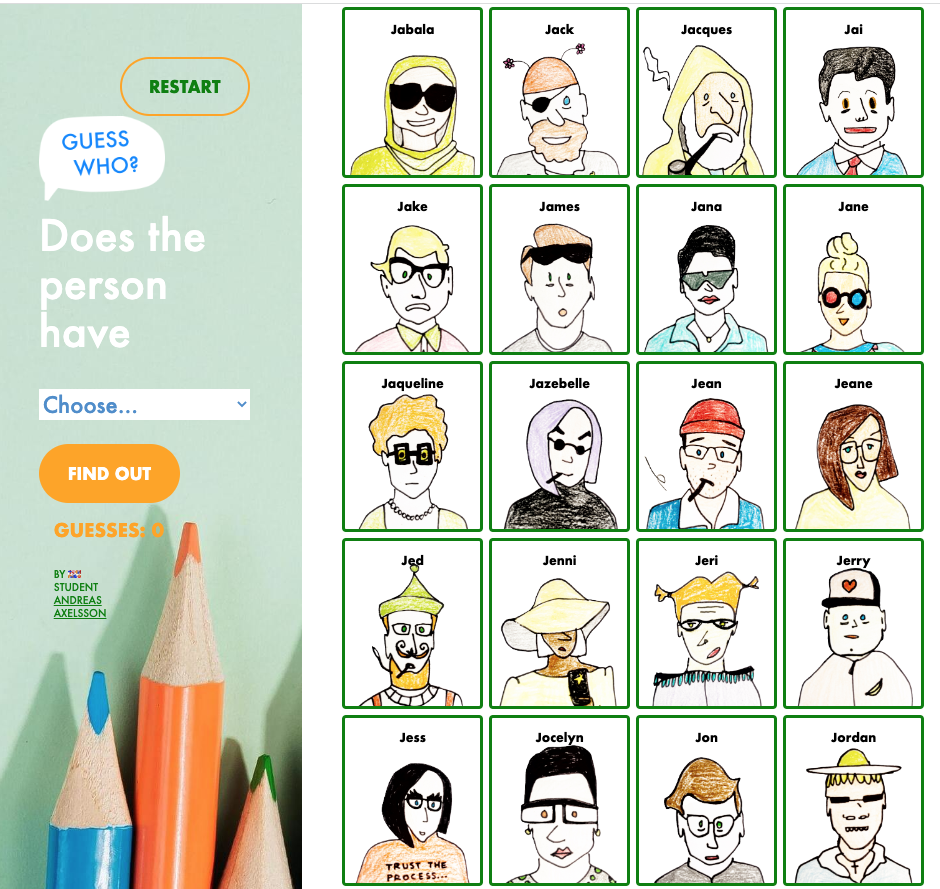 RESTART
GUESS
WHO?
Does the
person
have
Choose...
FIND OUT
GUESSES: 0
BY
STUDENT
ANDREAS
AXELSSON
Jabala
Jack
Jacques
Jai
Jake
James
Jana
Jane
Jaqueline
Jazebelle
Jean
Jeane
Jed
Jenni
Jeri
Jerry
Jess
Jocelyn
Jon
Jordan
TRUST THE
PROCESS...